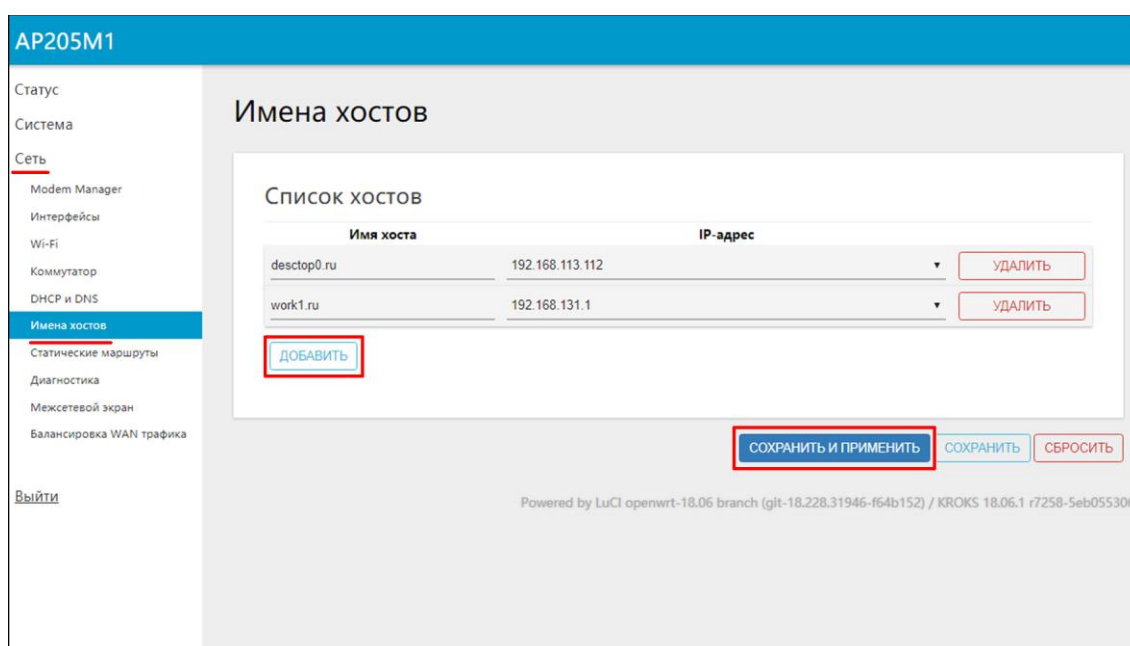 AP205M1
Статус
Система
Сеть
Modem Manager
Интерфейсы
Wi-Fi
Коммутатор
DHCP и DNS
Имена хостов
Статические маршруты
Диагностика
Межсетевой экран
Балансировка WAN трафика
Выйти
Имена хостов
Список хостов
Имя хоста IP-адрес
desctop0.ru 192.168.113.112 УДАЛИТЬ
work1.ru 192.168.131.1 УДАЛИТЬ
ДОБАВИТЬ
СОХРАНИТЬ И ПРИМЕНИТЬ СОХРАНИТЬ СБРОСИТЬ
Powered by LuCI openwrt-18.06 branch (git-18.228.31946-f64b152) / KROKS 18.06.1 r7258-5eb055306